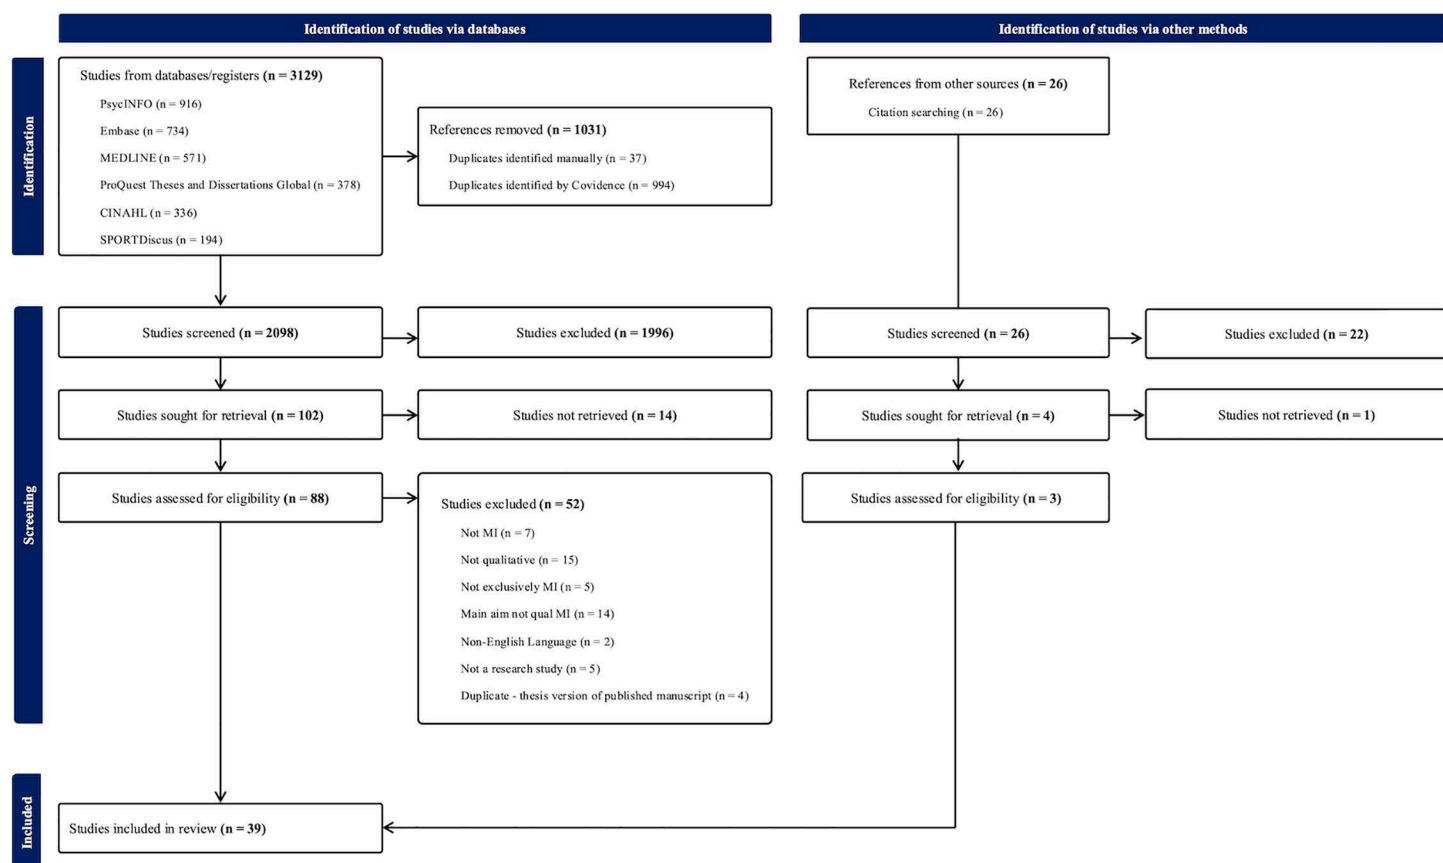 Identification of studies via databases
Identification of studies via other methods
Identification
Studies from databases/registers (n = 3129)
PsycINFO (n = 916)
Embase (n = 734)
MEDLINE (n = 571)
ProQuest Theses and Dissertations Global (n = 378)
CINAHL (n = 336)
SPORTDiscus (n = 194)
References removed (n = 1031)
Duplicates identified manually (n = 37)
Duplicates identified by Covidence (n = 994)
References from other sources (n = 26)
Citation searching (n = 26)
Screening
Studies screened (n = 2098)
Studies excluded (n = 1996)
Studies screened (n = 26)
Studies excluded (n = 22)
Studies sought for retrieval (n = 102)
Studies not retrieved (n = 14)
Studies sought for retrieval (n = 4)
Studies not retrieved (n = 1)
Studies assessed for eligibility (n = 88)
Studies excluded (n = 52)
Not MI (n = 7)
Not qualitative (n = 15)
Not exclusively MI (n = 5)
Main aim not qual MI (n = 14)
Non-English Language (n = 2)
Not a research study (n = 5)
Duplicate - thesis version of published manuscript (n = 4)
Studies assessed for eligibility (n = 3)
Included
Studies included in review (n = 39)